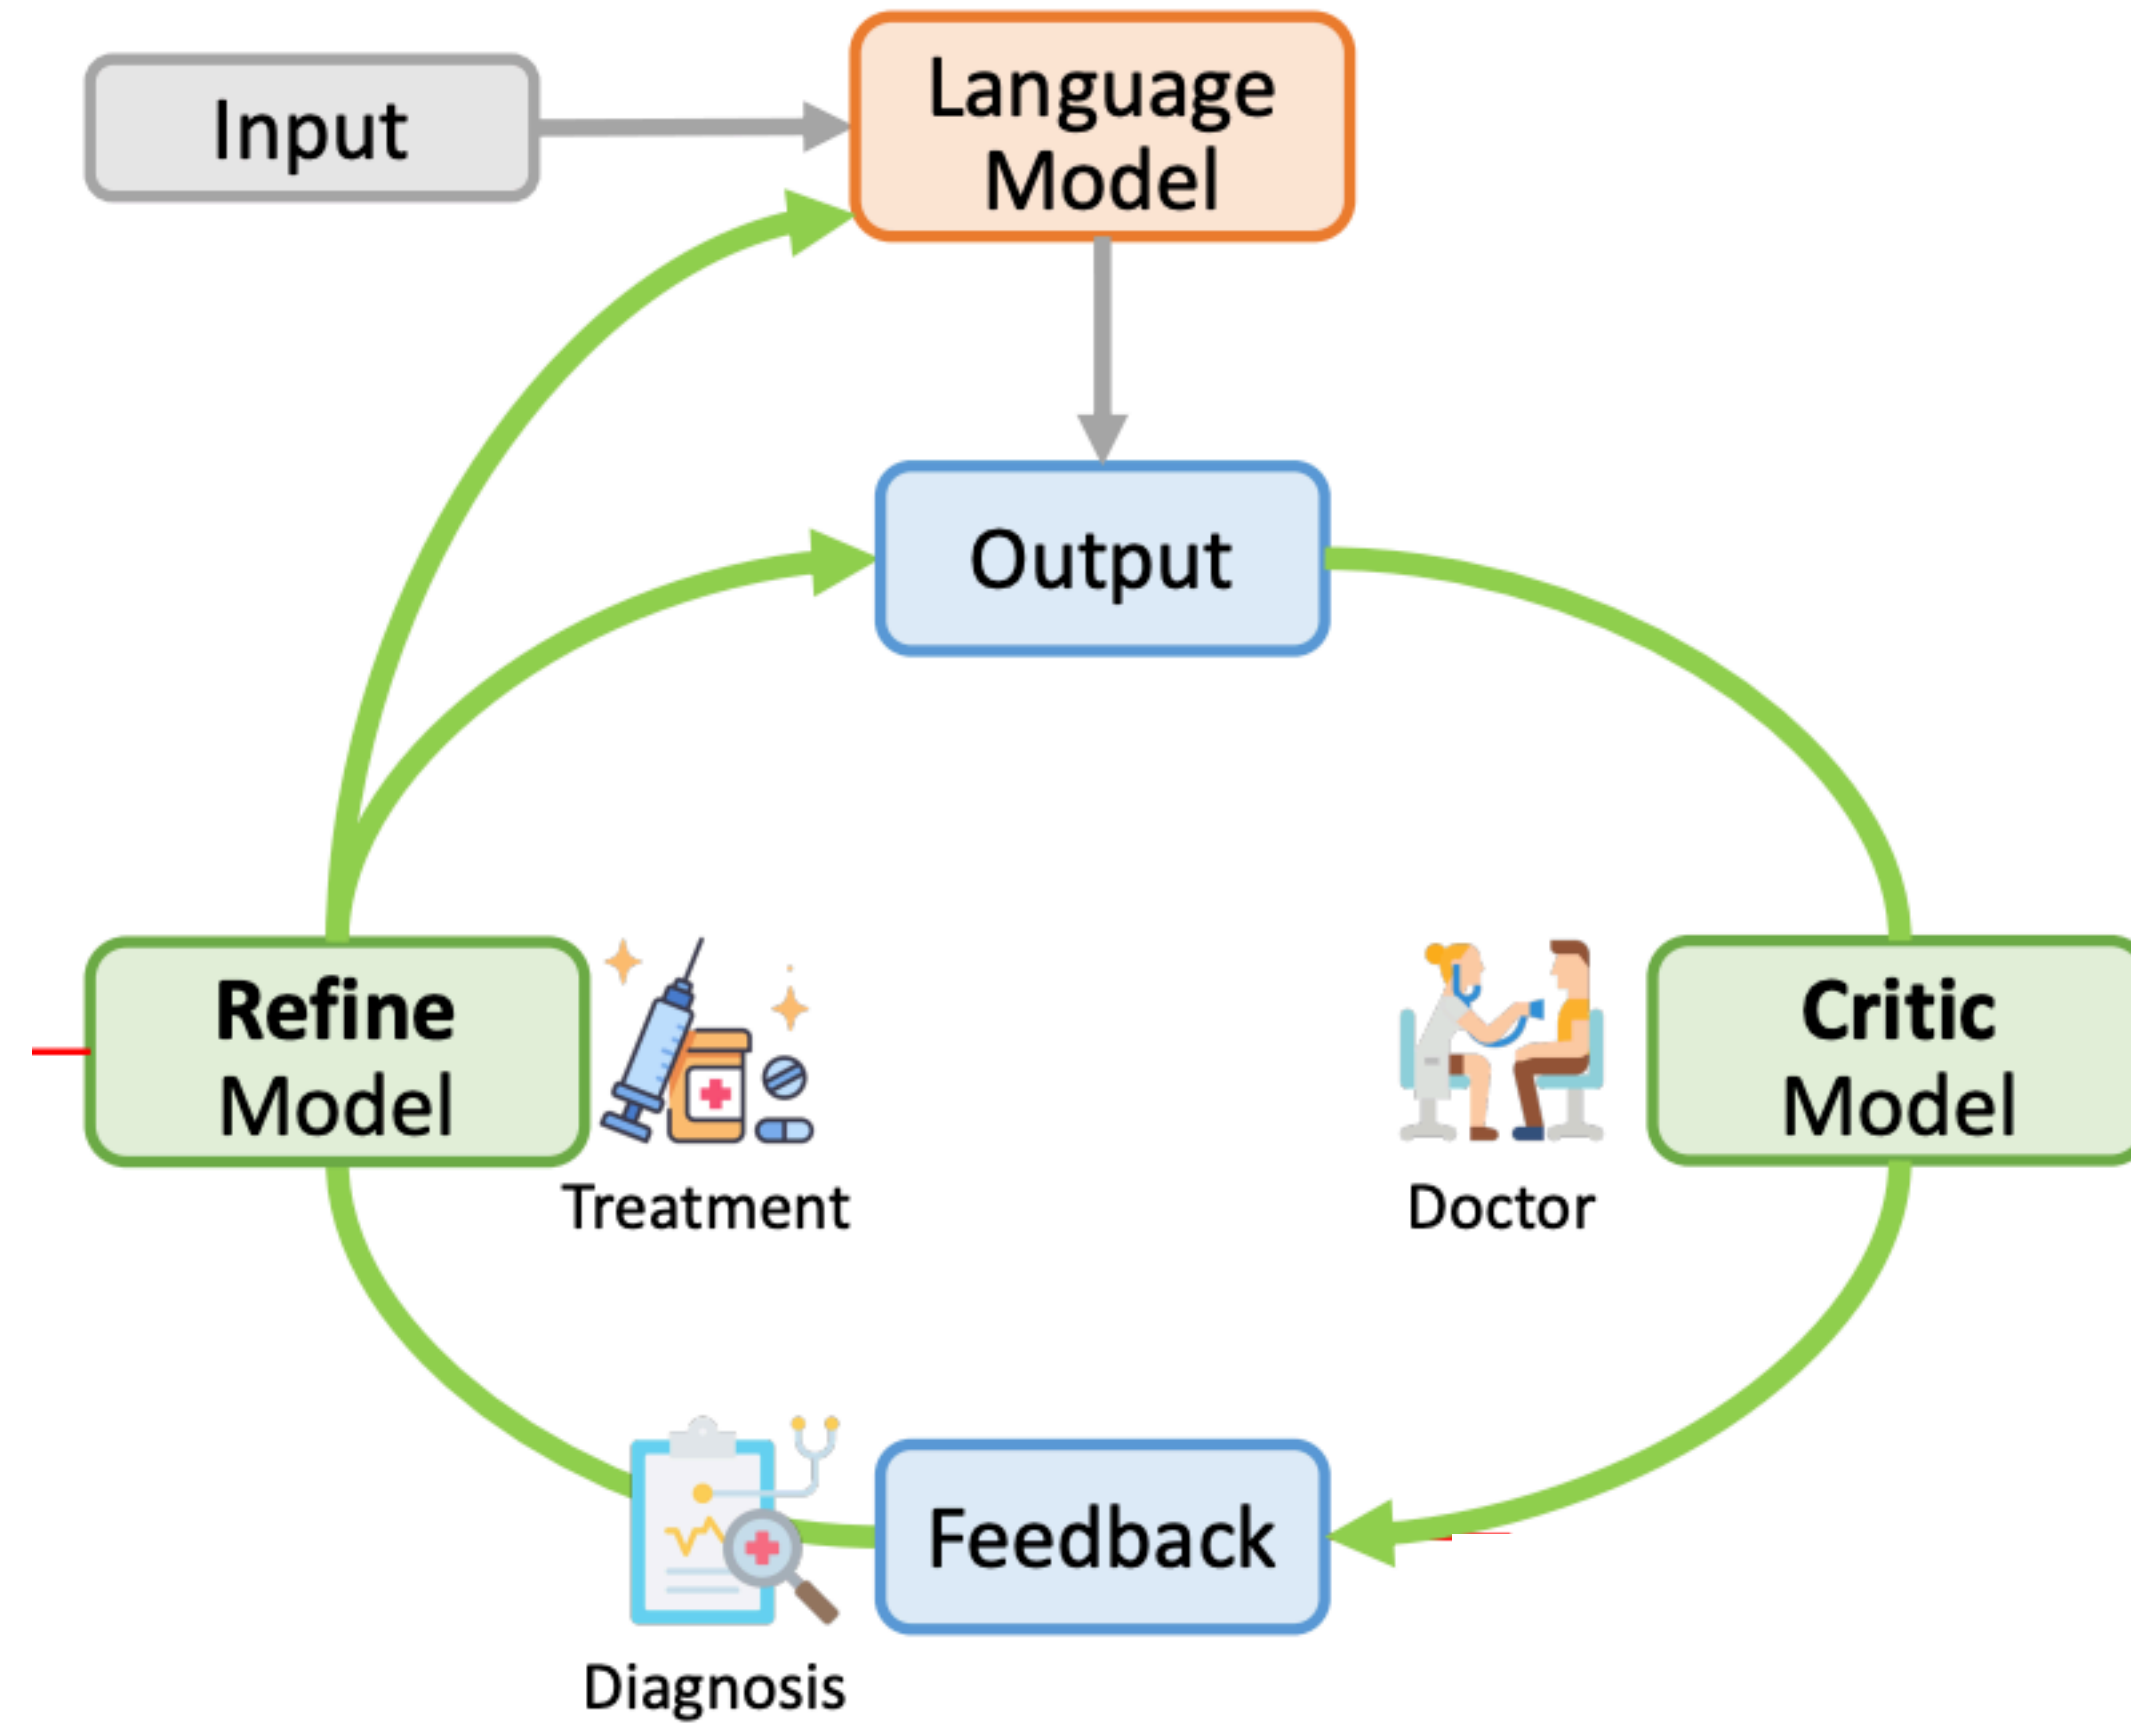 Input
Language
Model
Output
Refine
Model
Treatment
Doctor
Critic
Model
Feedback
Diagnosis